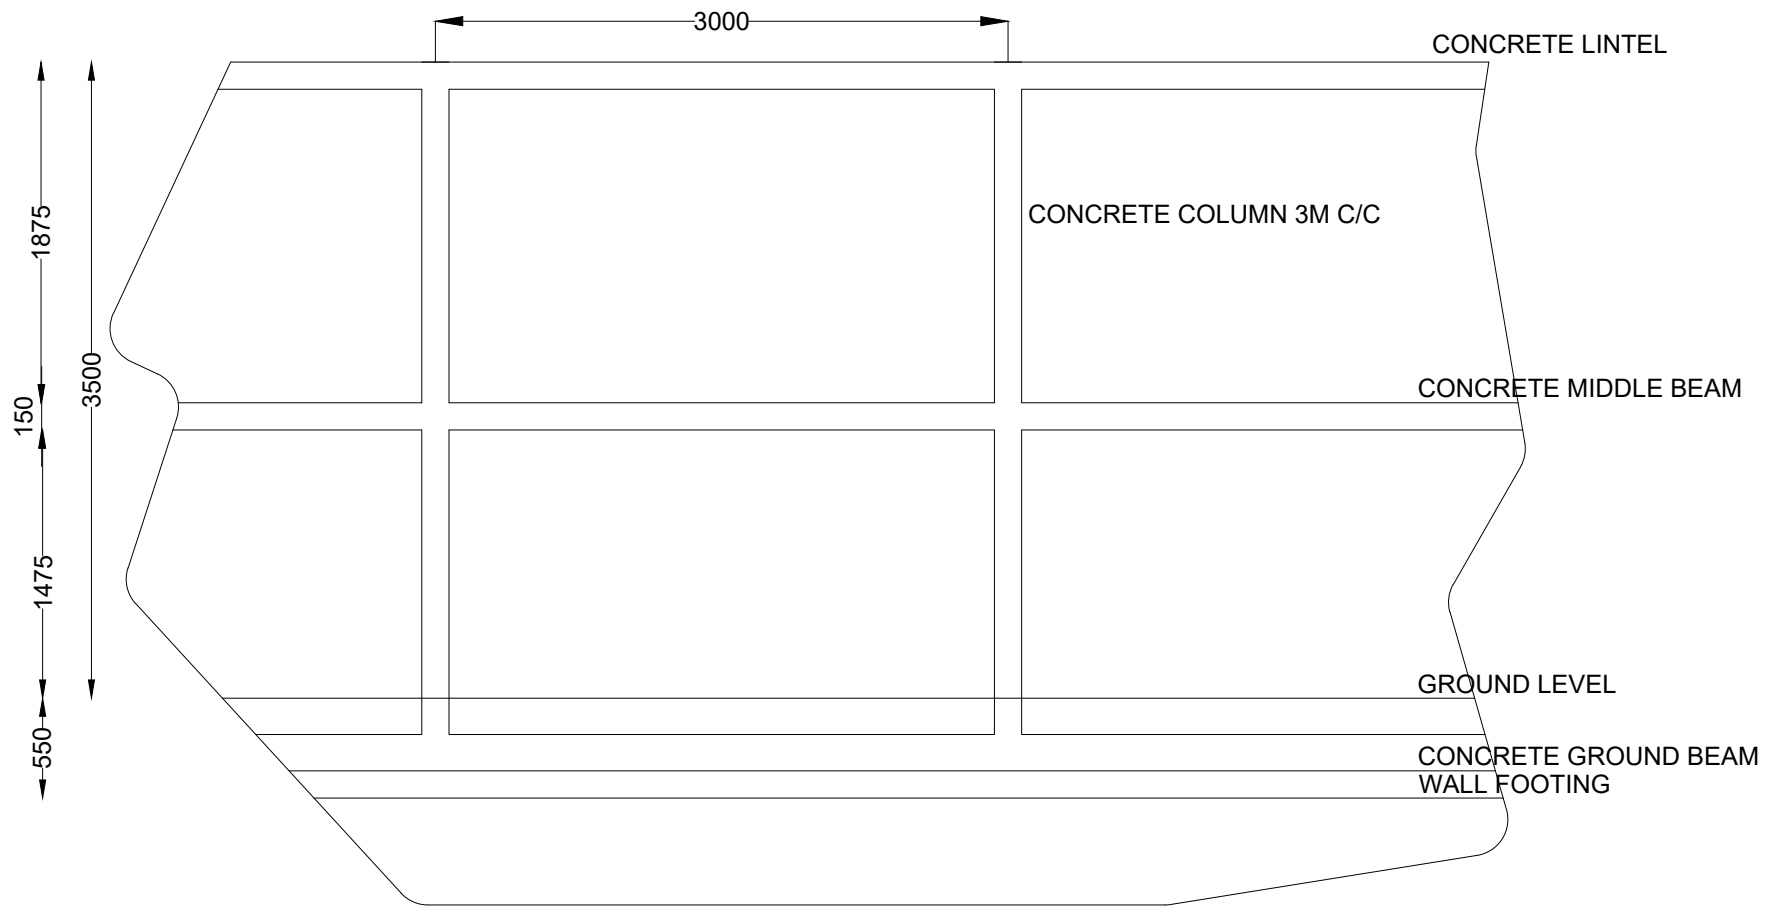 3000
CONCRETE LINTEL
1875
CONCRETE COLUMN 3M C/C
3500
CONCRETE MIDDLE BEAM
150
1475
GROUND LEVEL
550
CONCRETE GROUND BEAM
WALL FOOTING